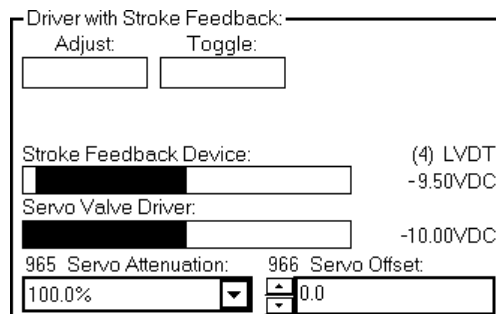 Driver with Stroke Feedback:
Adjust: Toggle:
Stroke Feedback Device: (4) LVDT
-9.50VDC
Servo Valve Driver:
-10.00VDC
965 Servo Attenuation: 966 Servo Offset:
100.0% 0.0